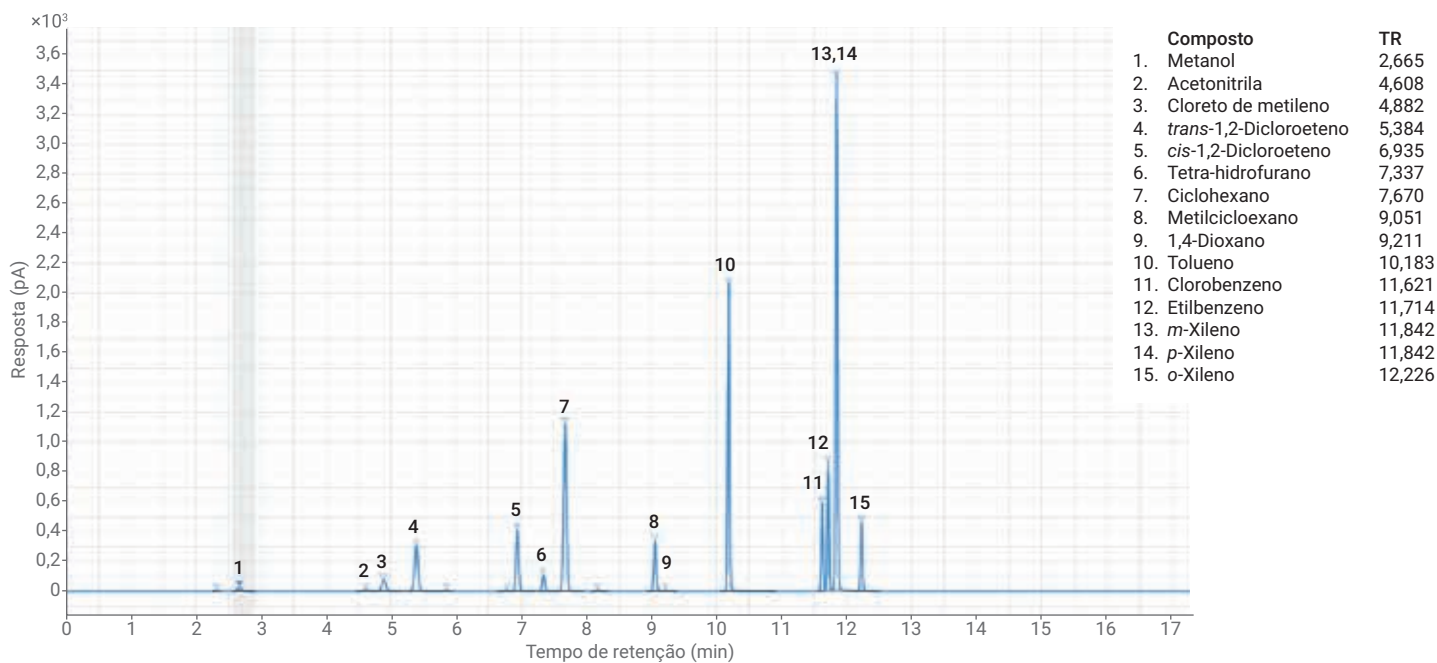 ×10³
3,6
3,4
3,2
3,0
2,8
2,6
2,4
2,2
2,0
1,8
1,6
1,4
1,2
1,0
0,8
0,6
0,4
0,2
0
Resposta (pA)
1
2
3
4
5
6
7
8
9
10
11
12
13,14
15
0 1 2 3 4 5 6 7 8 9 10 11 12 13 14 15 16 17
Tempo de retenção (min)
Composto TR
1. Metanol 2,665
2. Acetonitrila 4,608
3. Cloreto de metileno 4,882
4. trans-1,2-Dicloroeteno 5,384
5. cis-1,2-Dicloroeteno 6,935
6. Tetra-hidrofurano 7,337
7. Ciclohexano 7,670
8. Metilcicloexano 9,051
9. 1,4-Dioxano 9,211
10. Tolueno 10,183
11. Clorobenzeno 11,621
12. Etilbenzeno 11,714
13. m-Xileno 11,842
14. p-Xileno 11,842
15. o-Xileno 12,226